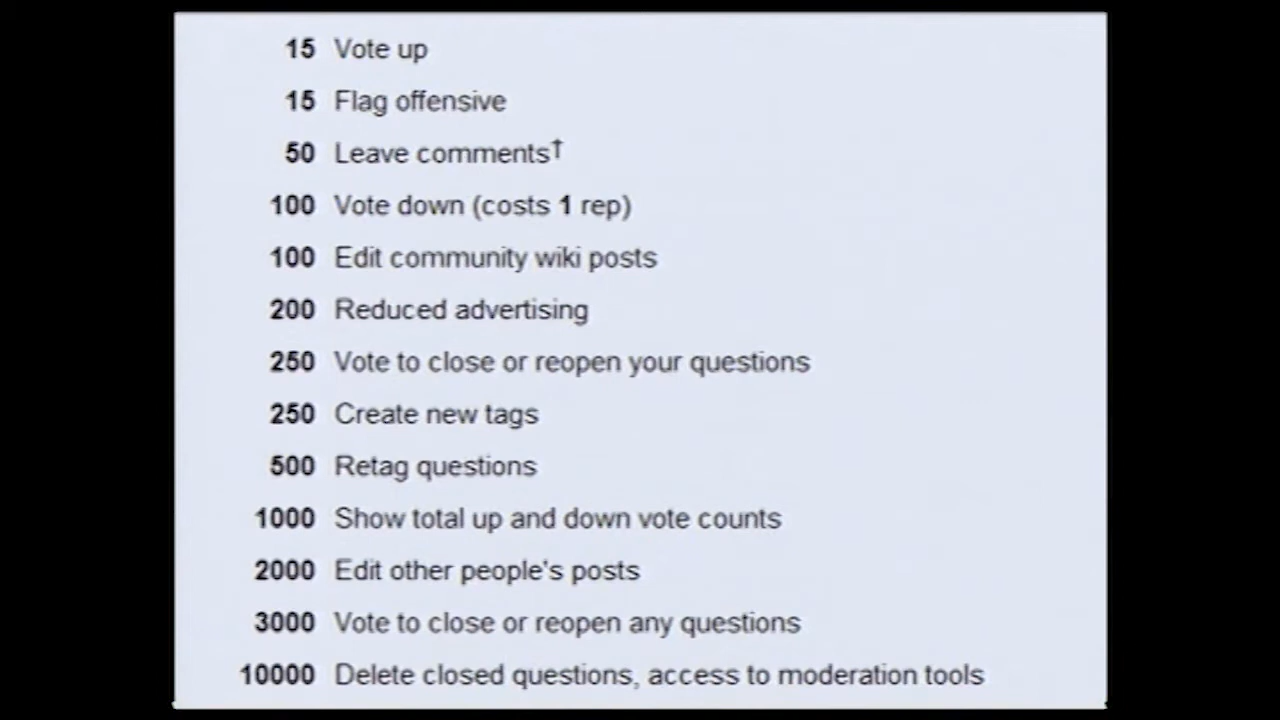 15 Vote up
15 Flag offensive
50 Leave comments†
100 Vote down (costs 1 rep)
100 Edit community wiki posts
200 Reduced advertising
250 Vote to close or reopen your questions
250 Create new tags
500 Retag questions
1000 Show total up and down vote counts
2000 Edit other people's posts
3000 Vote to close or reopen any questions
10000 Delete closed questions, access to moderation tools